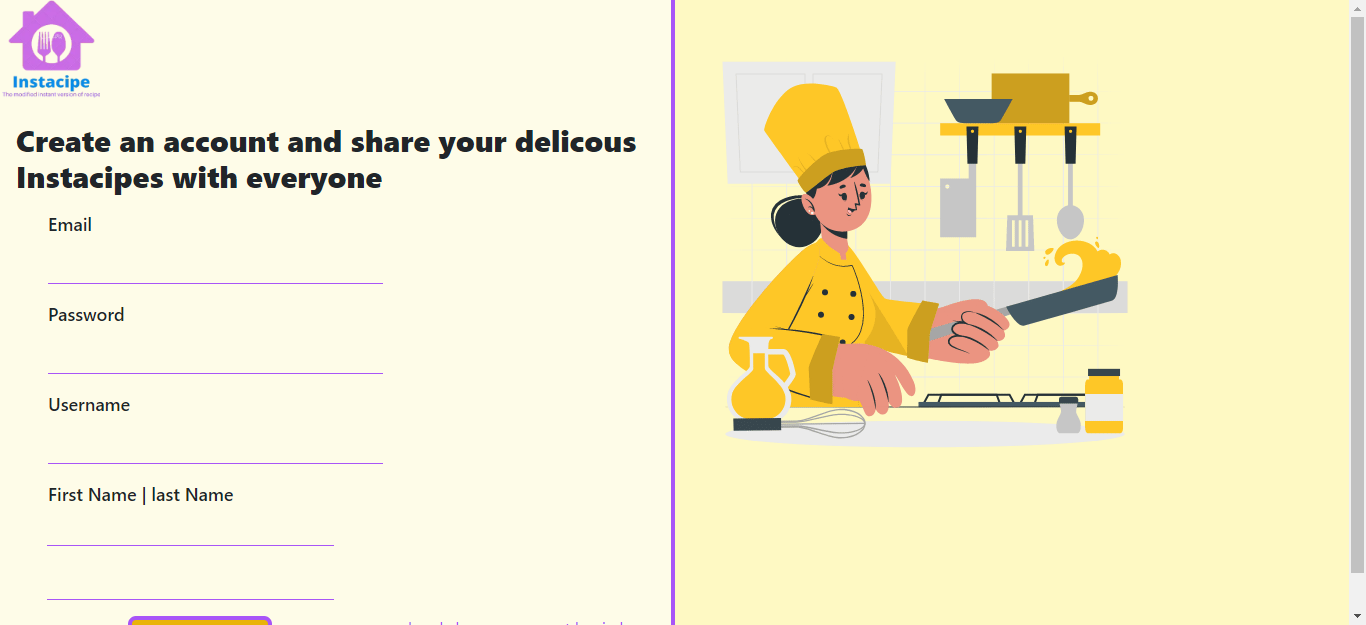 Instacipe
The modified instant version of recipe
Create an account and share your delicous
Instacipes with everyone
Email
Password
Username
First Name | last Name